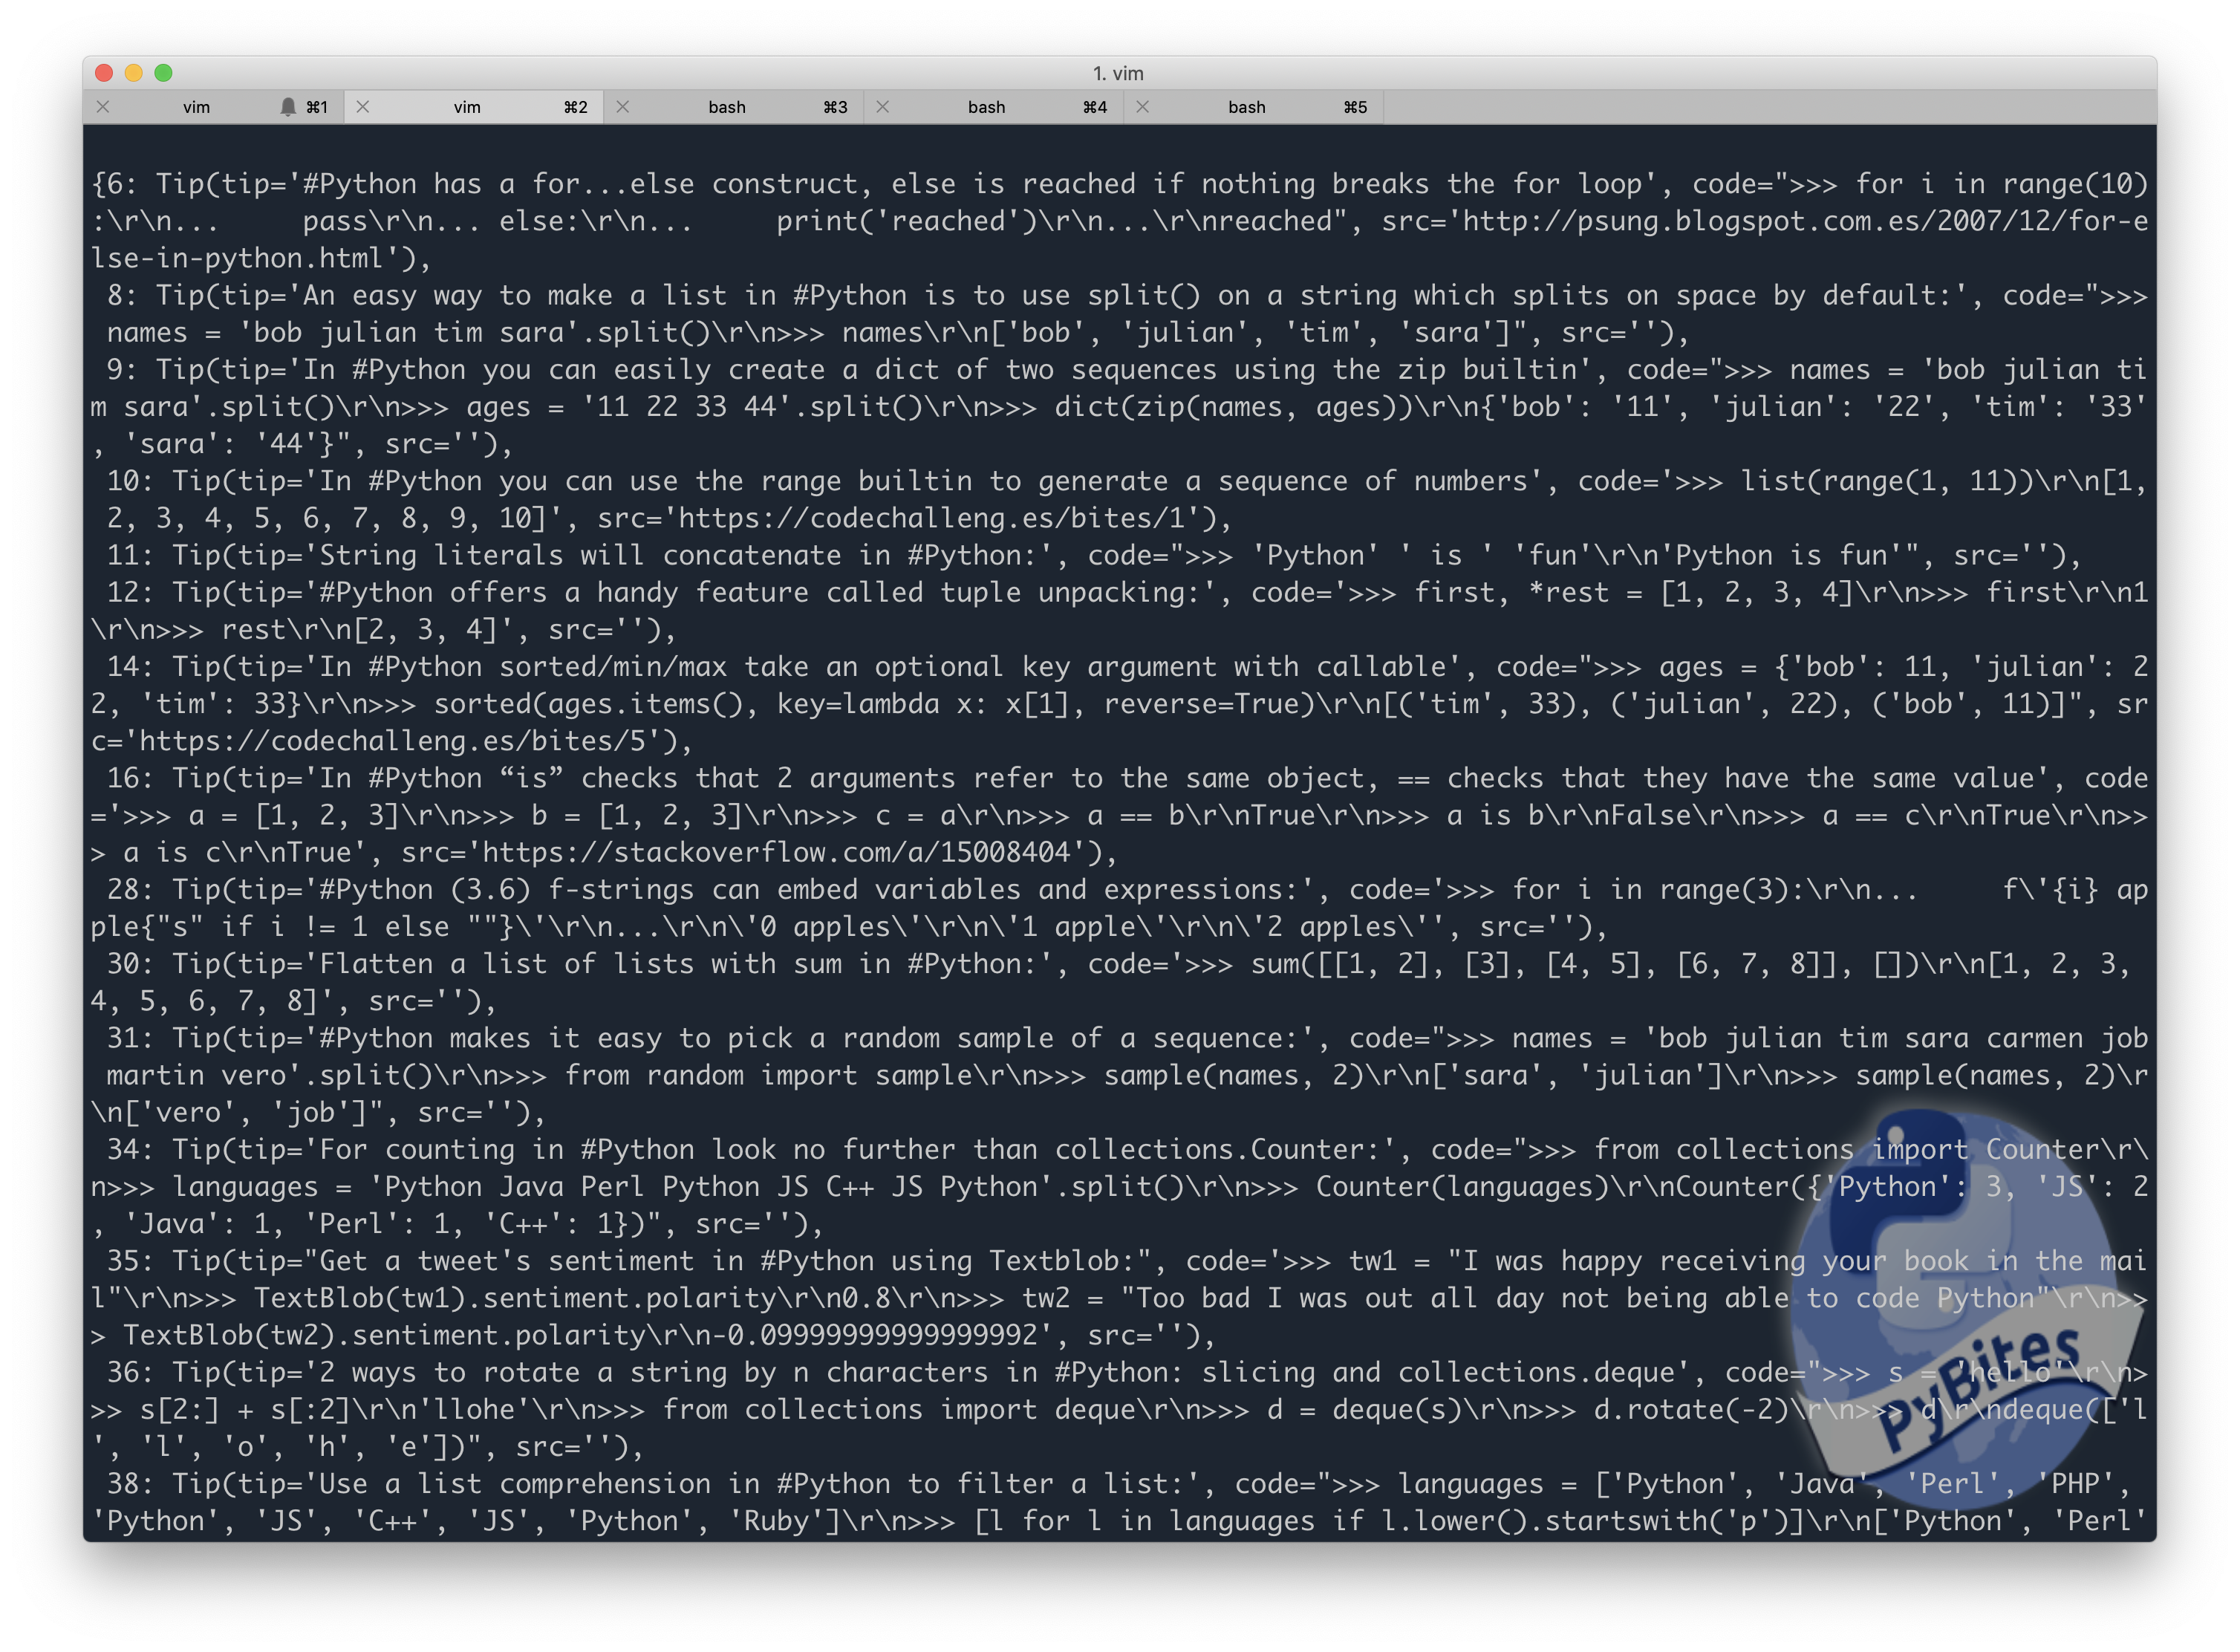 1. vim
vim ⌘1 vim ⌘2 bash ⌘3 bash ⌘4 bash ⌘5
{6: Tip(tip='#Python has a for...else construct, else is reached if nothing breaks the for loop', code=">>> for i in range(10)
:\r\n...     pass\r\n... else:\r\n...     print('reached')\r\n...\r\nreached", src='http://psung.blogspot.com.es/2007/12/for-e
lse-in-python.html'),
 8: Tip(tip='An easy way to make a list in #Python is to use split() on a string which splits on space by default:', code=">>>
 names = 'bob julian tim sara'.split()\r\n>>> names\r\n['bob', 'julian', 'tim', 'sara']", src=''),
 9: Tip(tip='In #Python you can easily create a dict of two sequences using the zip builtin', code=">>> names = 'bob julian ti
m sara'.split()\r\n>>> ages = '11 22 33 44'.split()\r\n>>> dict(zip(names, ages))\r\n{'bob': '11', 'julian': '22', 'tim': '33'
, 'sara': '44'}", src=''),
 10: Tip(tip='In #Python you can use the range builtin to generate a sequence of numbers', code='>>> list(range(1, 11))\r\n[1,
 2, 3, 4, 5, 6, 7, 8, 9, 10]', src='https://codechalleng.es/bites/1'),
 11: Tip(tip='String literals will concatenate in #Python:', code=">>> 'Python' ' is ' 'fun'\r\n'Python is fun'", src=''),
 12: Tip(tip='#Python offers a handy feature called tuple unpacking:', code='>>> first, *rest = [1, 2, 3, 4]\r\n>>> first\r\n1
\r\n>>> rest\r\n[2, 3, 4]', src=''),
 14: Tip(tip='In #Python sorted/min/max take an optional key argument with callable', code=">>> ages = {'bob': 11, 'julian': 2
2, 'tim': 33}\r\n>>> sorted(ages.items(), key=lambda x: x[1], reverse=True)\r\n[('tim', 33), ('julian', 22), ('bob', 11)]", sr
c='https://codechalleng.es/bites/5'),
 16: Tip(tip='In #Python “is” checks that 2 arguments refer to the same object, == checks that they have the same value', code
='>>> a = [1, 2, 3]\r\n>>> b = [1, 2, 3]\r\n>>> c = a\r\n>>> a == b\r\nTrue\r\n>>> a is b\r\nFalse\r\n>>> a == c\r\nTrue\r\n>>
> a is c\r\nTrue', src='https://stackoverflow.com/a/15008404'),
 28: Tip(tip='#Python (3.6) f-strings can embed variables and expressions:', code='>>> for i in range(3):\r\n...     f\'{i} ap
ple{"s" if i != 1 else ""}\'\r\n...\r\n\'0 apples\'\r\n\'1 apple\'\r\n\'2 apples\'', src=''),
 30: Tip(tip='Flatten a list of lists with sum in #Python:', code='>>> sum([[1, 2], [3], [4, 5], [6, 7, 8]], [])\r\n[1, 2, 3,
4, 5, 6, 7, 8]', src=''),
 31: Tip(tip='#Python makes it easy to pick a random sample of a sequence:', code=">>> names = 'bob julian tim sara carmen job
 martin vero'.split()\r\n>>> from random import sample\r\n>>> sample(names, 2)\r\n['sara', 'julian']\r\n>>> sample(names, 2)\r
\n['vero', 'job']", src=''),
 34: Tip(tip='For counting in #Python look no further than collections.Counter:', code=">>> from collections import Counter\r\
n>>> languages = 'Python Java Perl Python JS C++ JS Python'.split()\r\n>>> Counter(languages)\r\nCounter({'Python': 3, 'JS': 2
, 'Java': 1, 'Perl': 1, 'C++': 1})", src=''),
 35: Tip(tip="Get a tweet's sentiment in #Python using Textblob:", code='>>> tw1 = "I was happy receiving your book in the mai
l"\r\n>>> TextBlob(tw1).sentiment.polarity\r\n0.8\r\n>>> tw2 = "Too bad I was out all day not being able to code Python"\r\n>>
> TextBlob(tw2).sentiment.polarity\r\n-0.09999999999999992', src=''),
 36: Tip(tip='2 ways to rotate a string by n characters in #Python: slicing and collections.deque', code=">>> s = 'hello'\r\n>
>> s[2:] + s[:2]\r\n'llohe'\r\n>>> from collections import deque\r\n>>> d = deque(s)\r\n>>> d.rotate(-2)\r\n>>> d\r\ndeque(['l
', 'l', 'o', 'h', 'e'])", src=''),
 38: Tip(tip='Use a list comprehension in #Python to filter a list:', code=">>> languages = ['Python', 'Java', 'Perl', 'PHP',
'Python', 'JS', 'C++', 'JS', 'Python', 'Ruby']\r\n>>> [l for l in languages if l.lower().startswith('p')]\r\n['Python', 'Perl'
PyBites